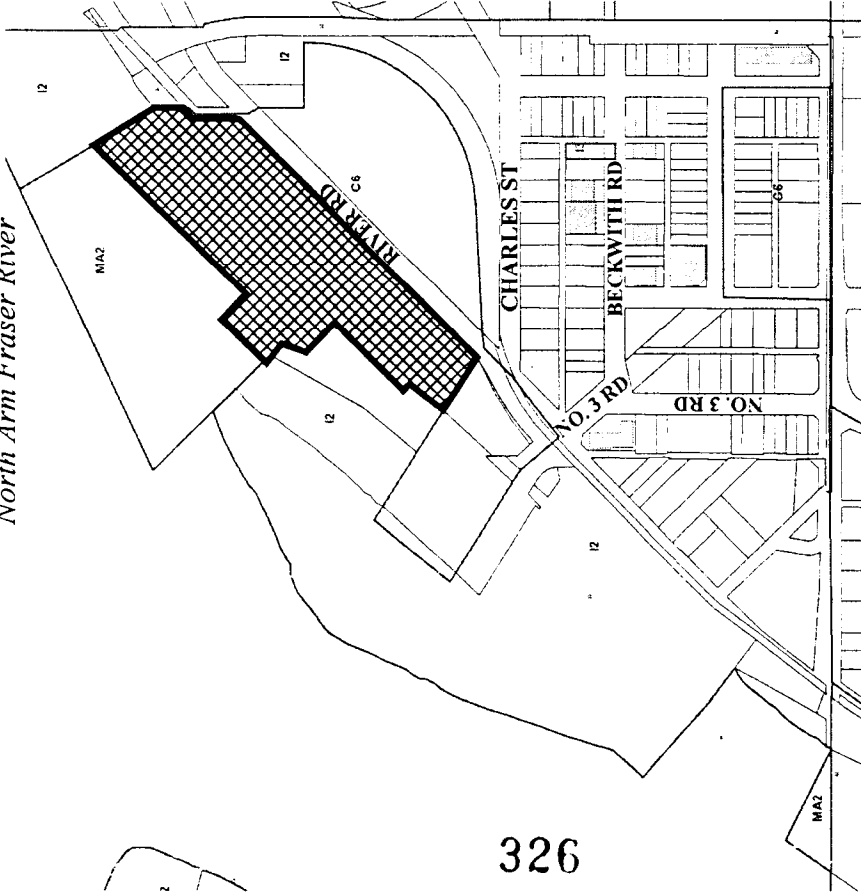 I2
I2
MA2
C6
RIVER RD
North Arm Fraser River
CHARLES ST
BECKWITH RD
C6
NO. 3 RD
NO. 3 RD
I2
I2
MA2
326